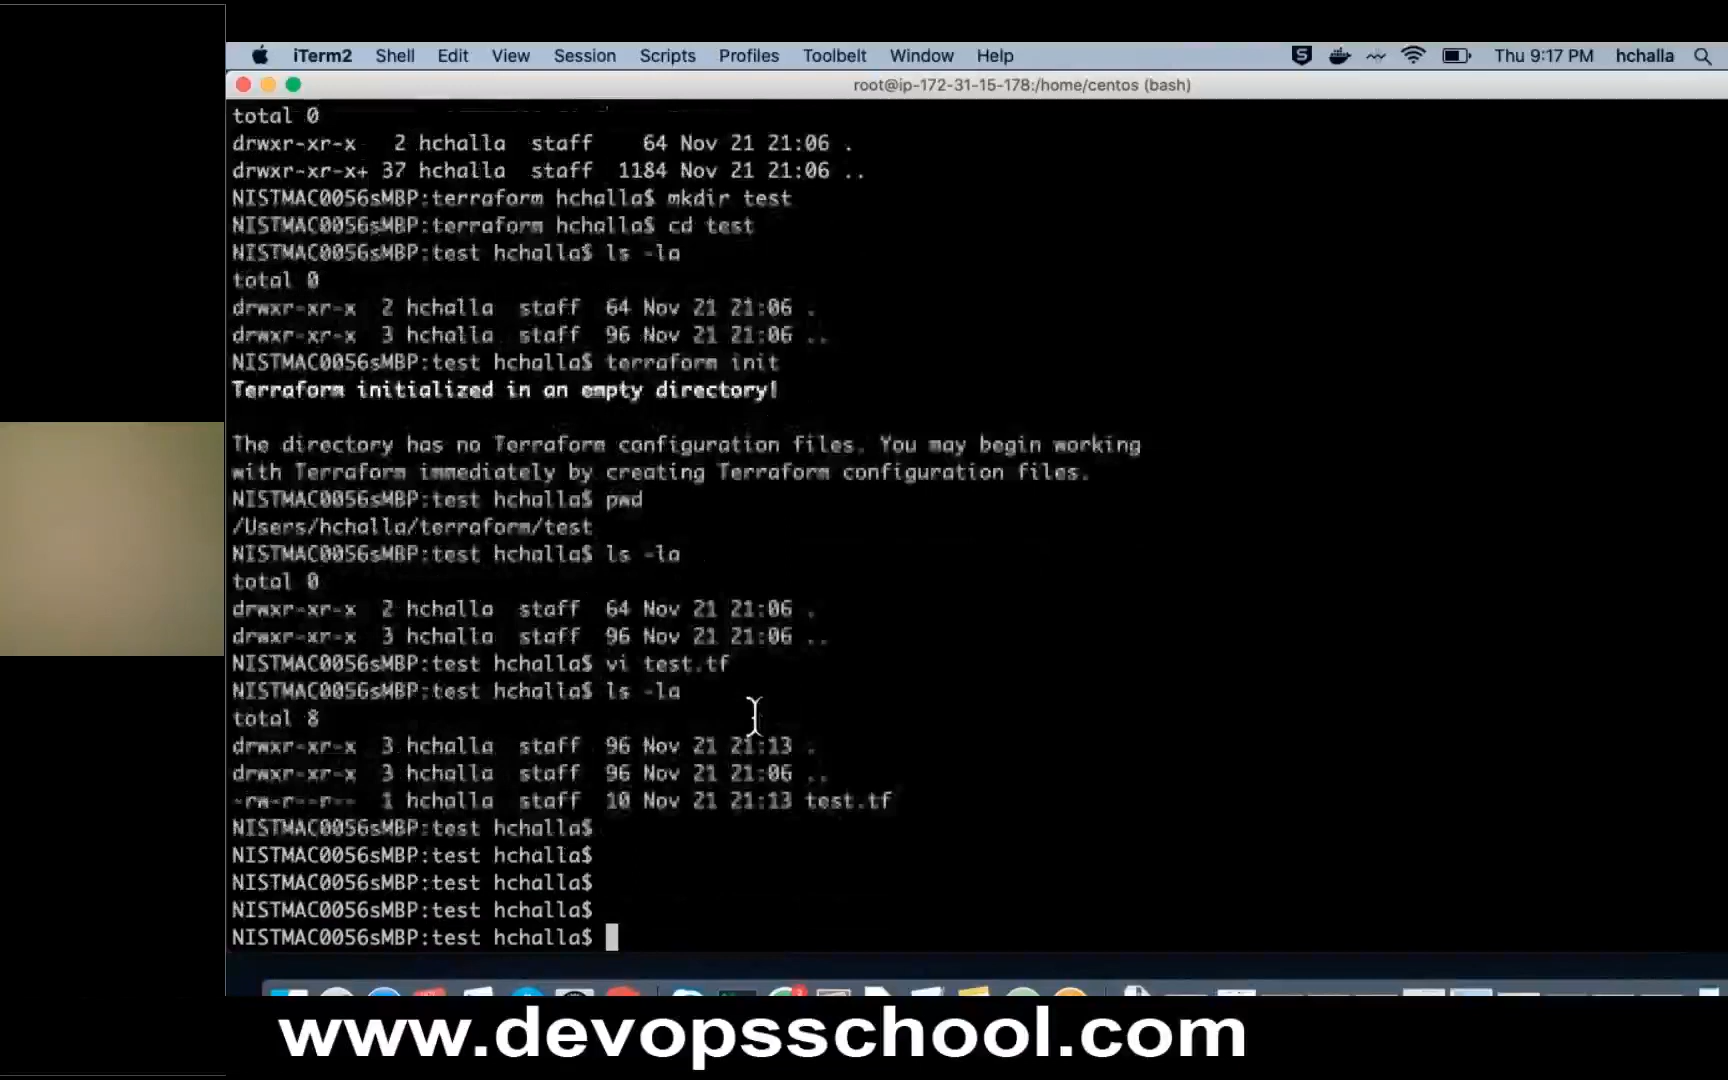 iTerm2 Shell Edit View Session Scripts Profiles Toolbelt Window Help Thu 9:17 PM hchalla
root@ip-172-31-15-178:/home/centos (bash)
total 0
drwxr-xr-x   2 hchalla  staff    64 Nov 21 21:06 .
drwxr-xr-x+ 37 hchalla  staff  1184 Nov 21 21:06 ..
NISTMAC0056sMBP:terraform hchalla$ mkdir test
NISTMAC0056sMBP:terraform hchalla$ cd test
NISTMAC0056sMBP:test hchalla$ ls -la
total 0
drwxr-xr-x  2 hchalla  staff  64 Nov 21 21:06 .
drwxr-xr-x  3 hchalla  staff  96 Nov 21 21:06 ..
NISTMAC0056sMBP:test hchalla$ terraform init
Terraform initialized in an empty directory!
The directory has no Terraform configuration files. You may begin working
with Terraform immediately by creating Terraform configuration files.
NISTMAC0056sMBP:test hchalla$ pwd
/Users/hchalla/terraform/test
NISTMAC0056sMBP:test hchalla$ ls -la
total 0
drwxr-xr-x  2 hchalla  staff  64 Nov 21 21:06 .
drwxr-xr-x  3 hchalla  staff  96 Nov 21 21:06 ..
NISTMAC0056sMBP:test hchalla$ vi test.tf
NISTMAC0056sMBP:test hchalla$ ls -la
total 8
drwxr-xr-x  3 hchalla  staff  96 Nov 21 21:13 .
drwxr-xr-x  3 hchalla  staff  96 Nov 21 21:06 ..
-rw-r--r--  1 hchalla  staff  10 Nov 21 21:13 test.tf
NISTMAC0056sMBP:test hchalla$
NISTMAC0056sMBP:test hchalla$
NISTMAC0056sMBP:test hchalla$
NISTMAC0056sMBP:test hchalla$
NISTMAC0056sMBP:test hchalla$
www.devopsschool.com